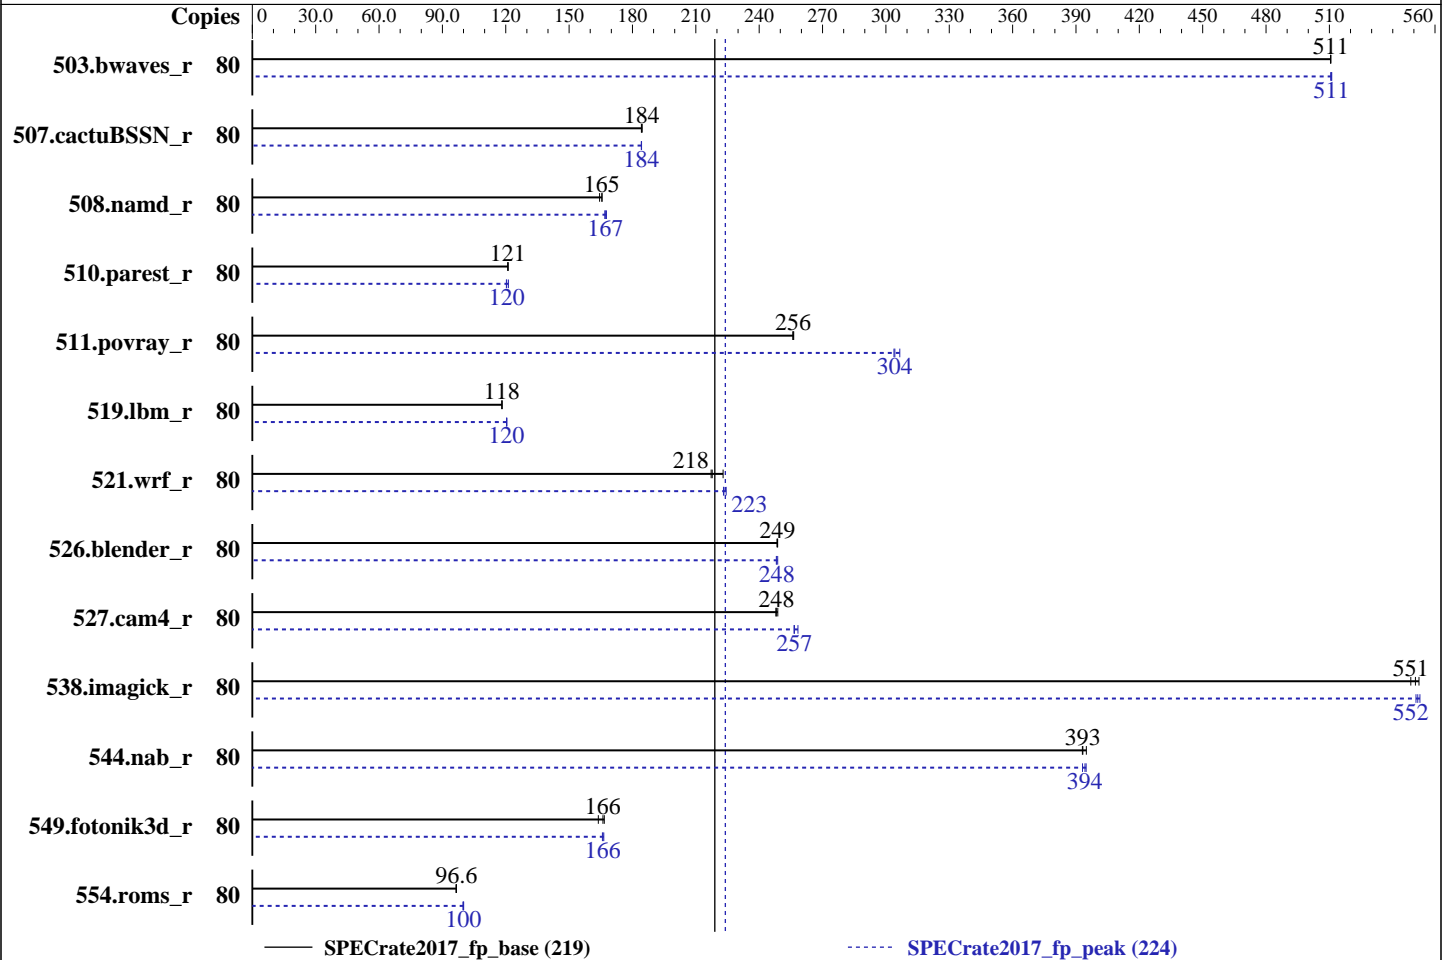 Copies 0 30.0 60.0 90.0 120 150 180 210 240 270 300 330 360 390 420 450 480 510 560
503.bwaves_r 80 511
511
507.cactuBSSN_r 80 184
184
508.namd_r 80 165
167
510.parest_r 80 121
120
511.povray_r 80 256
304
519.lbm_r 80 118
120
521.wrf_r 80 218
223
526.blender_r 80 249
248
527.cam4_r 80 248
257
538.imagick_r 80 551
552
544.nab_r 80 393
394
549.fotonik3d_r 80 166
166
554.roms_r 80 96.6
100
SPECrate2017_fp_base (219) SPECrate2017_fp_peak (224)